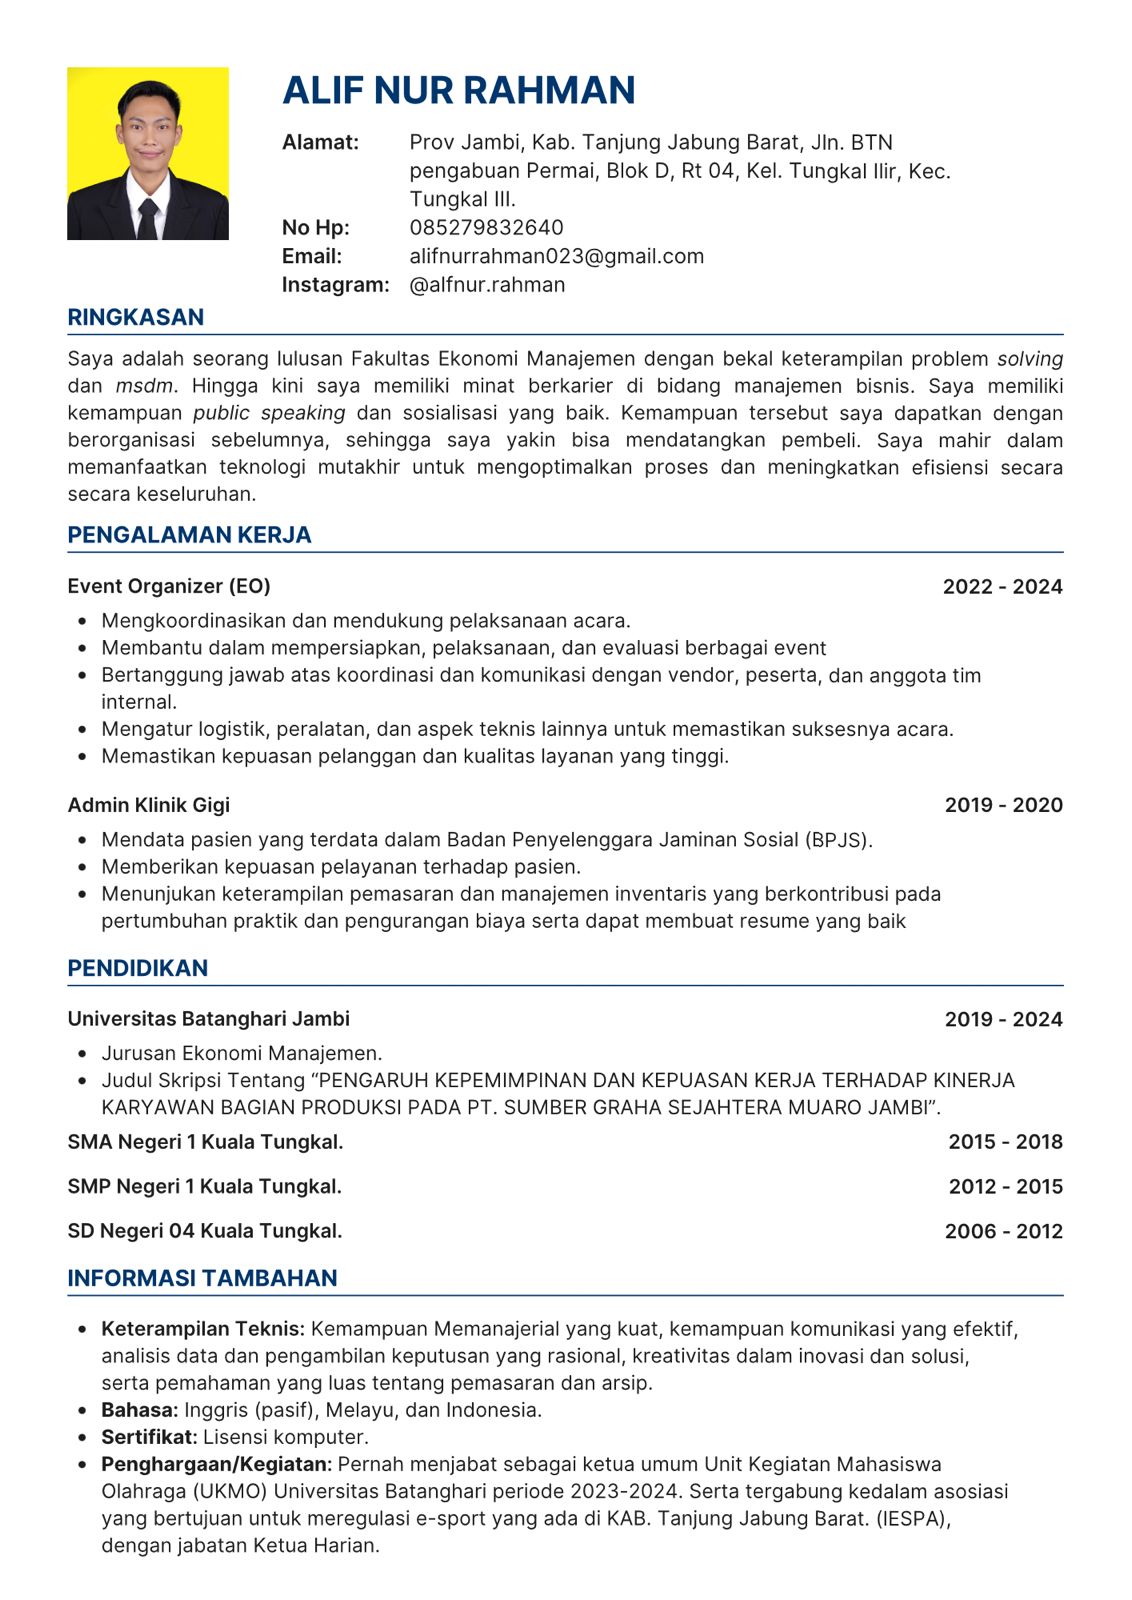 ALIF NUR RAHMAN
Alamat: Prov Jambi, Kab. Tanjung Jabung Barat, Jln. BTN
pengabuan Permai, Blok D, Rt 04, Kel. Tungkal Ilir, Kec.
Tungkal III.
No Hp: 085279832640
Email: alifnurrahman023@gmail.com
Instagram: @alfnur.rahman
RINGKASAN
Saya adalah seorang lulusan Fakultas Ekonomi Manajemen dengan bekal keterampilan problem solving
dan msdm. Hingga kini saya memiliki minat berkarier di bidang manajemen bisnis. Saya memiliki
kemampuan public speaking dan sosialisasi yang baik. Kemampuan tersebut saya dapatkan dengan
berorganisasi sebelumnya, sehingga saya yakin bisa mendatangkan pembeli. Saya mahir dalam
memanfaatkan teknologi mutakhir untuk mengoptimalkan proses dan meningkatkan efisiensi secara
secara keseluruhan.
PENGALAMAN KERJA
Event Organizer (EO) 2022 - 2024
• Mengkoordinasikan dan mendukung pelaksanaan acara.
• Membantu dalam mempersiapkan, pelaksanaan, dan evaluasi berbagai event
• Bertanggung jawab atas koordinasi dan komunikasi dengan vendor, peserta, dan anggota tim
internal.
• Mengatur logistik, peralatan, dan aspek teknis lainnya untuk memastikan suksesnya acara.
• Memastikan kepuasan pelanggan dan kualitas layanan yang tinggi.
Admin Klinik Gigi 2019 - 2020
• Mendata pasien yang terdata dalam Badan Penyelenggara Jaminan Sosial (BPJS).
• Memberikan kepuasan pelayanan terhadap pasien.
• Menunjukan keterampilan pemasaran dan manajemen inventaris yang berkontribusi pada
pertumbuhan praktik dan pengurangan biaya serta dapat membuat resume yang baik
PENDIDIKAN
Universitas Batanghari Jambi 2019 - 2024
• Jurusan Ekonomi Manajemen.
• Judul Skripsi Tentang “PENGARUH KEPEMIMPINAN DAN KEPUASAN KERJA TERHADAP KINERJA
KARYAWAN BAGIAN PRODUKSI PADA PT. SUMBER GRAHA SEJAHTERA MUARO JAMBI”.
SMA Negeri 1 Kuala Tungkal. 2015 - 2018
SMP Negeri 1 Kuala Tungkal. 2012 - 2015
SD Negeri 04 Kuala Tungkal. 2006 - 2012
INFORMASI TAMBAHAN
• Keterampilan Teknis: Kemampuan Memanajerial yang kuat, kemampuan komunikasi yang efektif,
analisis data dan pengambilan keputusan yang rasional, kreativitas dalam inovasi dan solusi,
serta pemahaman yang luas tentang pemasaran dan arsip.
• Bahasa: Inggris (pasif), Melayu, dan Indonesia.
• Sertifikat: Lisensi komputer.
• Penghargaan/Kegiatan: Pernah menjabat sebagai ketua umum Unit Kegiatan Mahasiswa
Olahraga (UKMO) Universitas Batanghari periode 2023-2024. Serta tergabung kedalam asosiasi
yang bertujuan untuk meregulasi e-sport yang ada di KAB. Tanjung Jabung Barat. (IESPA),
dengan jabatan Ketua Harian.